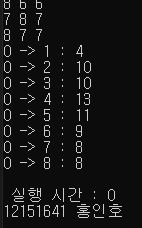 8 6 6
7 8 7
8 7 7
0 -> 1 : 4
0 -> 2 : 10
0 -> 3 : 10
0 -> 4 : 13
0 -> 5 : 11
0 -> 6 : 9
0 -> 7 : 8
0 -> 8 : 8
실행 시간 : 0
12151641 홍인호